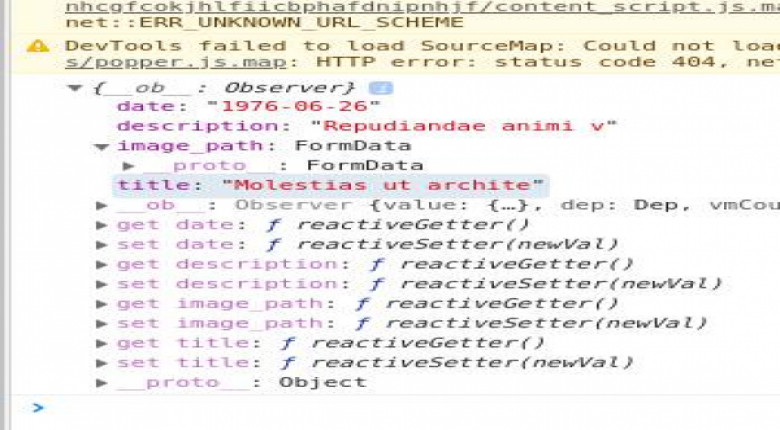 nhcgfcokjhlfiicbphafdnipnhjf/content_script.js.ma
net::ERR_UNKNOWN_URL_SCHEME
DevTools failed to load SourceMap: Could not loa
s/popper.js.map: HTTP error: status code 404, net
▼ {__ob__: Observer} i
date: "1976-06-26"
description: "Repudiandae animi v"
▼ image_path: FormData
▶ __proto__: FormData
title: "Molestias ut archite"
▶ __ob__: Observer {value: {…}, dep: Dep, vmCou
▶ get date: ƒ reactiveGetter()
▶ set date: ƒ reactiveSetter(newVal)
▶ get description: ƒ reactiveGetter()
▶ set description: ƒ reactiveSetter(newVal)
▶ get image_path: ƒ reactiveGetter()
▶ set image_path: ƒ reactiveSetter(newVal)
▶ get title: ƒ reactiveGetter()
▶ set title: ƒ reactiveSetter(newVal)
▶ __proto__: Object
>